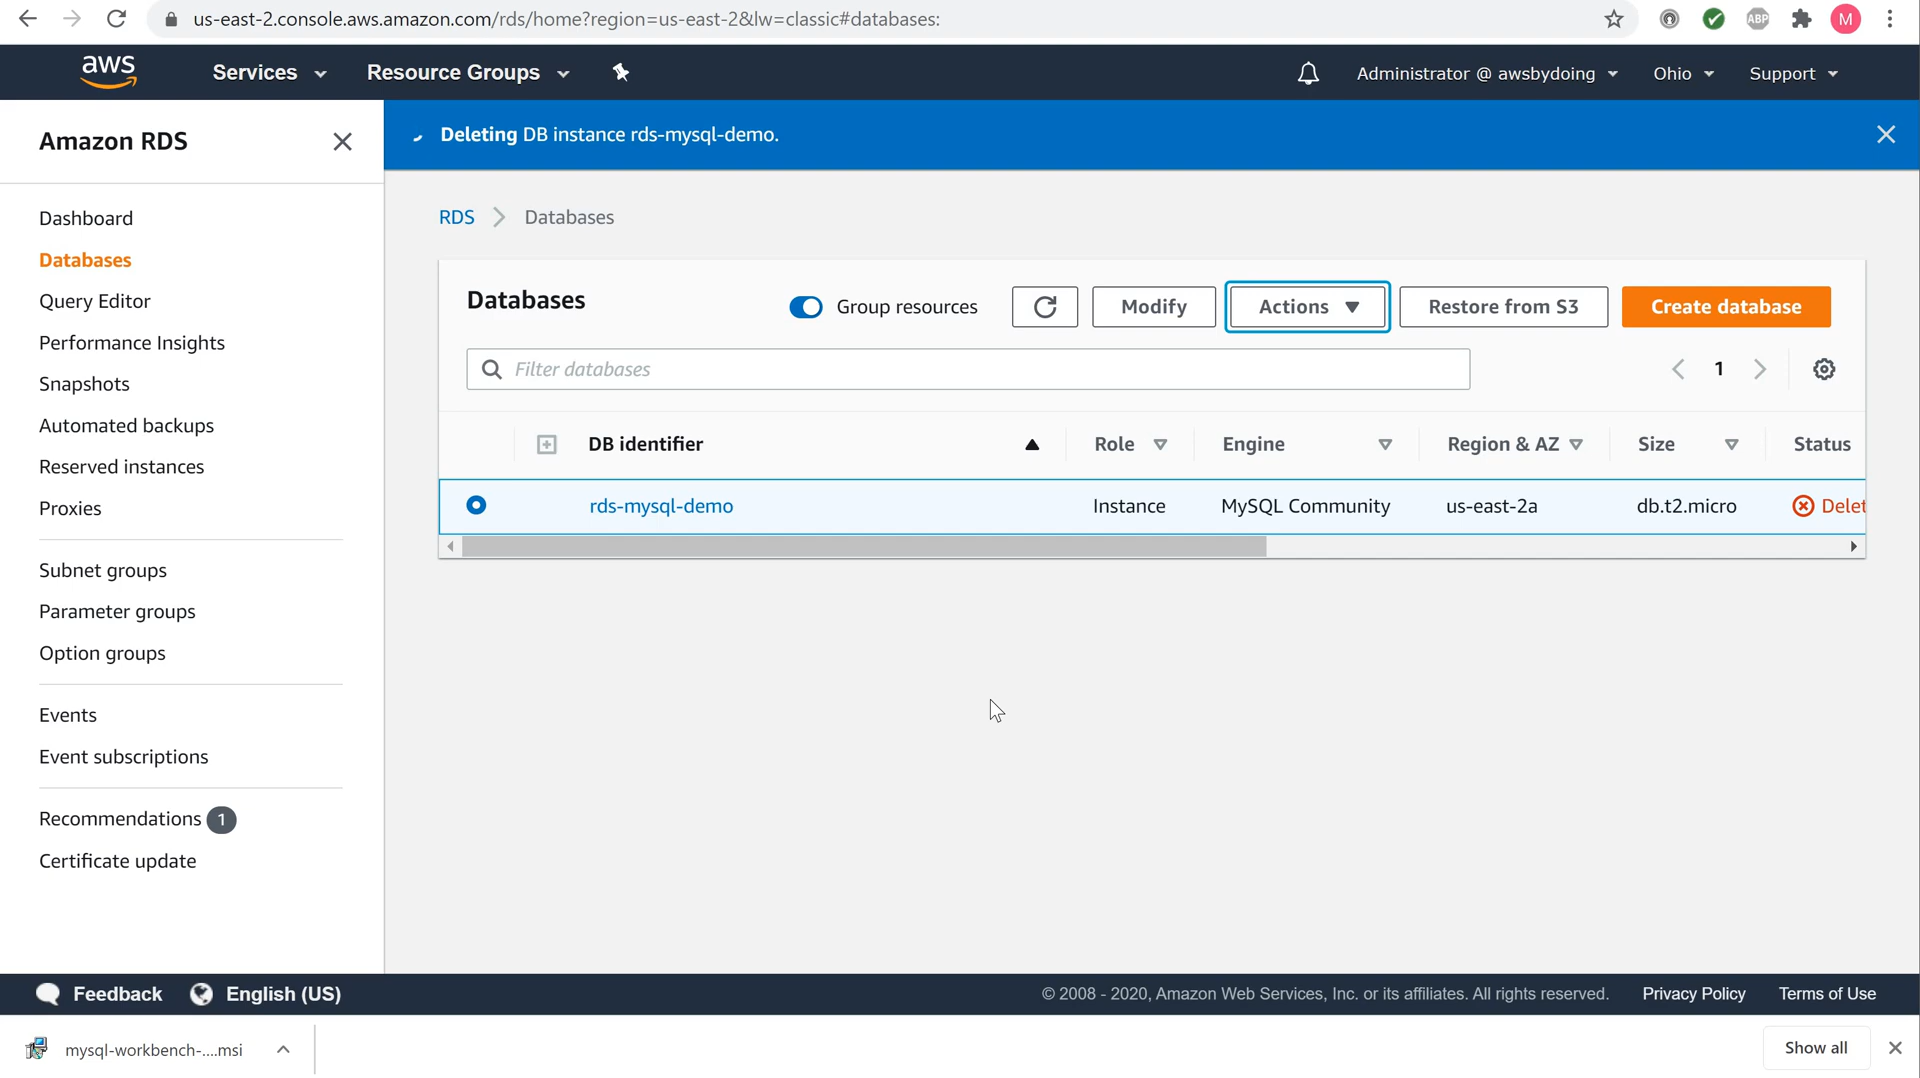 us-east-2.console.aws.amazon.com/rds/home?region=us-east-2&lw=classic#databases:
ABP
M
aws
Services
Resource Groups
Administrator @ awsbydoing
Ohio
Support
Amazon RDS
Deleting DB instance rds-mysql-demo.
Dashboard
Databases
Query Editor
Performance Insights
Snapshots
Automated backups
Reserved instances
Proxies
Subnet groups
Parameter groups
Option groups
Events
Event subscriptions
Recommendations 1
Certificate update
RDS > Databases
Databases
Group resources
Modify
Actions
Restore from S3
Create database
Filter databases
1
DB identifier
Role
Engine
Region & AZ
Size
Status
rds-mysql-demo
Instance
MySQL Community
us-east-2a
db.t2.micro
Delet
Feedback
English (US)
© 2008 - 2020, Amazon Web Services, Inc. or its affiliates. All rights reserved.
Privacy Policy
Terms of Use
mysql-workbench-....msi
Show all